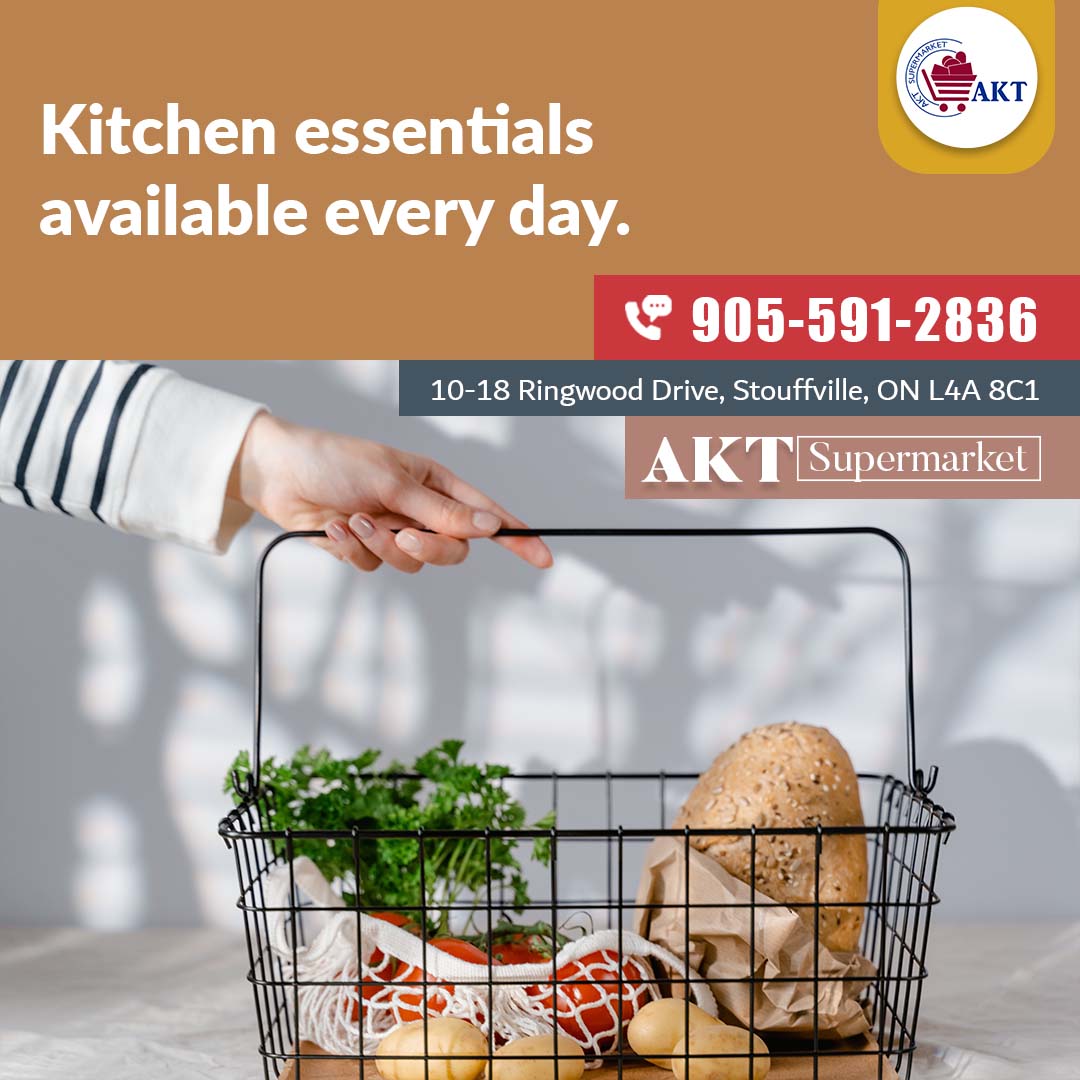 AKT SUPERMARKET
AKT
Kitchen essentials
available every day.
905-591-2836
10-18 Ringwood Drive, Stouffville, ON L4A 8C1
AKT Supermarket